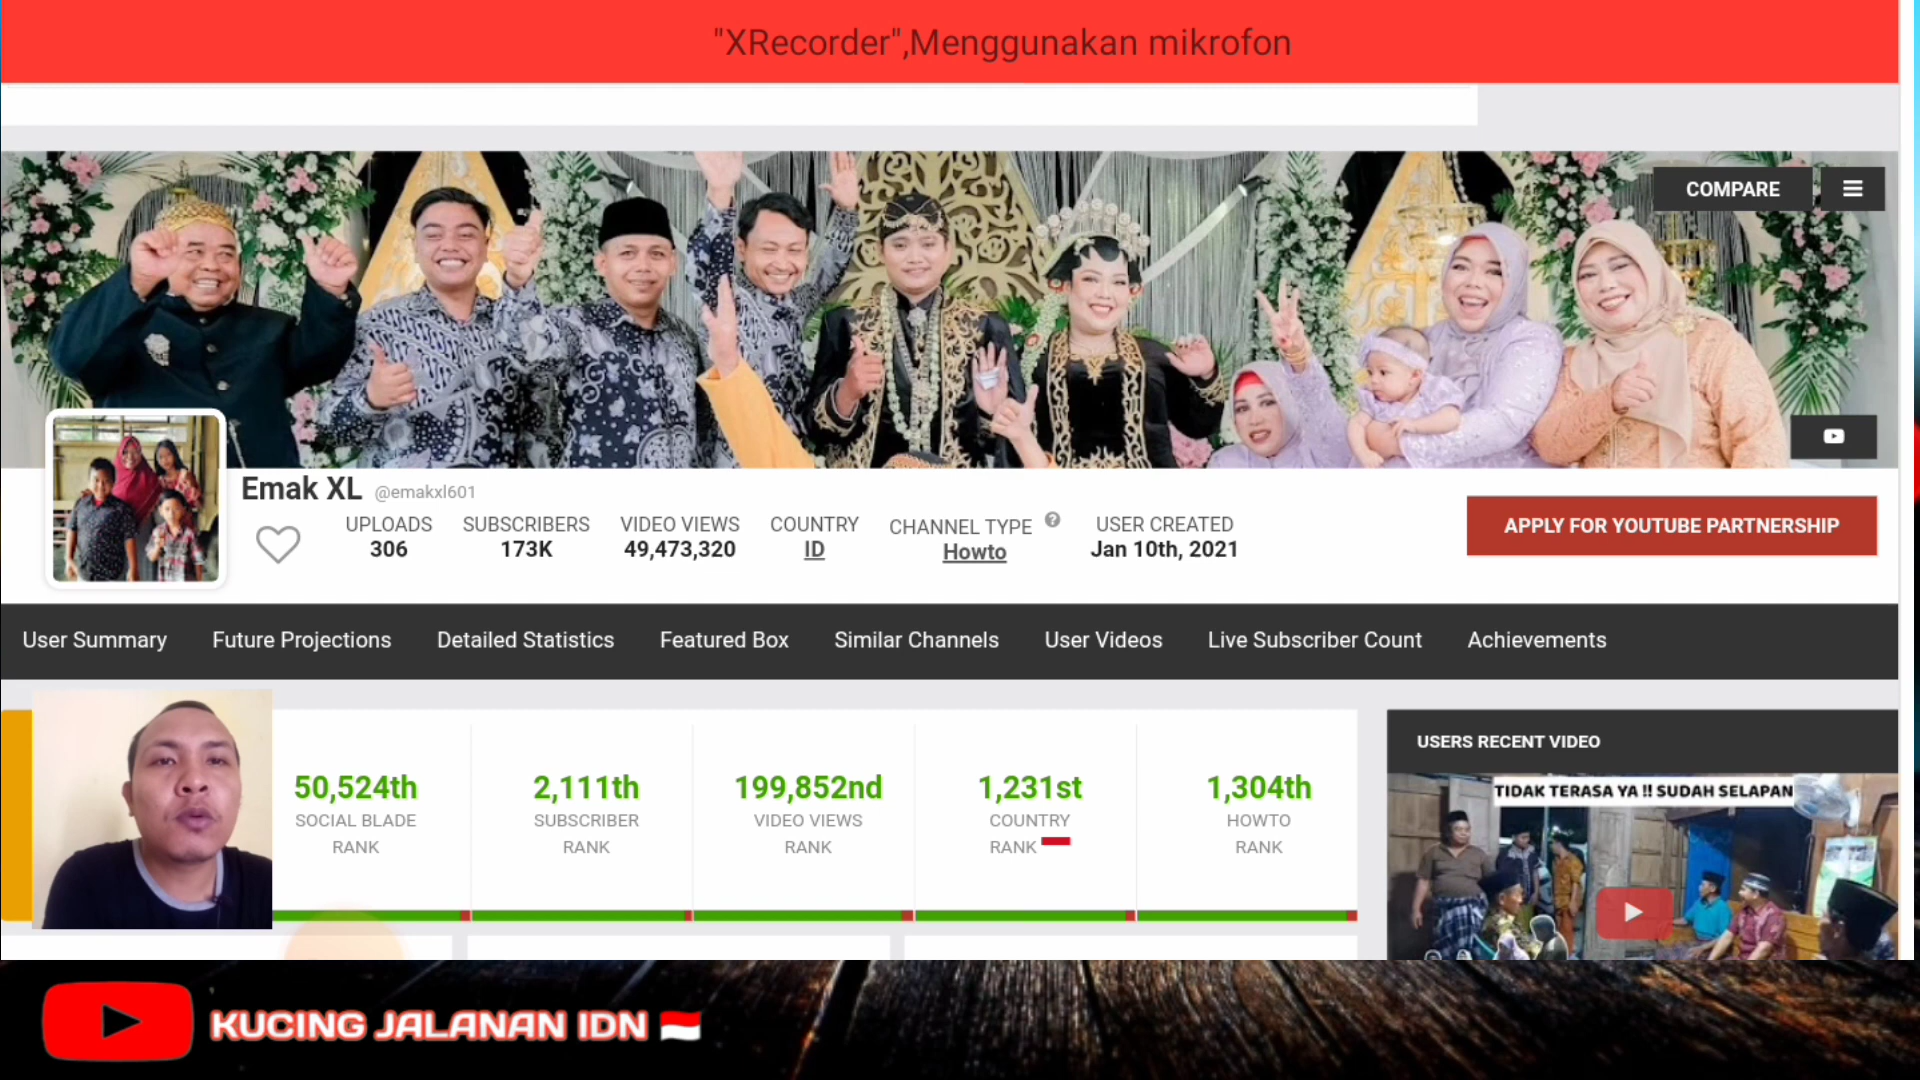 "XRecorder",Menggunakan mikrofon
COMPARE
Emak XL @emakxl601
UPLOADS
306
SUBSCRIBERS
173K
VIDEO VIEWS
49,473,320
COUNTRY
ID
CHANNEL TYPE ?
Howto
USER CREATED
Jan 10th, 2021
APPLY FOR YOUTUBE PARTNERSHIP
User Summary Future Projections Detailed Statistics Featured Box Similar Channels User Videos Live Subscriber Count Achievements
50,524th
SOCIAL BLADE
RANK
2,111th
SUBSCRIBER
RANK
199,852nd
VIDEO VIEWS
RANK
1,231st
COUNTRY
RANK
1,304th
HOWTO
RANK
USERS RECENT VIDEO
TIDAK TERASA YA !! SUDAH SELAPAN
KUCING JALANAN IDN